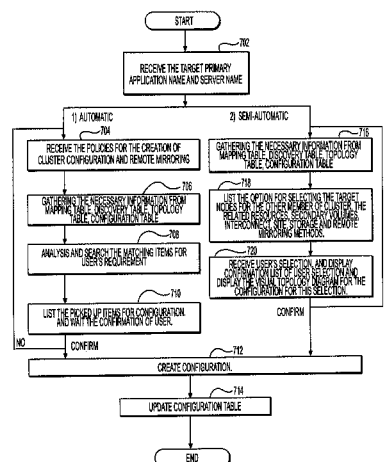 START
702
RECEIVE THE TARGET PRIMARY
APPLICATION NAME AND SERVER NAME
1) AUTOMATIC
704
RECEIVE THE POLICIES FOR THE CREATION OF
CLUSTER CONFIGURATION AND REMOTE MIRRORING
706
GATHERING THE NECESSARY INFORMATION FROM
MAPPING TABLE, DISCOVERY TABLE, TOPOLOGY
TABLE, CONFIGURATION TABLE
708
ANALYSIS AND SEARCH THE MATCHING ITEMS FOR
USER'S REQUIREMENT
710
LIST THE PICKED UP ITEMS FOR CONFIGURATION.
AND WAIT THE CONFIRMATION OF USER.
NO
CONFIRM
2) SEMI-AUTOMATIC
716
GATHERING THE NECESSARY INFORMATION FROM
MAPPING TABLE, DISCOVERY TABLE, TOPOLOGY
TABLE, CONFIGURATION TABLE
718
LIST THE OPTION FOR SELECTING THE TARGET
NODES FOR THE OTHER MEMBER OF CLUSTER, THE
RELATED RESOURCES, SECONDARY VOLUMES,
INTERCONNECT, SITE, STORAGE AND REMOTE
MIRRORING METHODS.
720
RECEIVE USER'S SELECTION, AND DISPLAY
CONFIRMATION LIST OF USER SELECTION AND
DISPLAY THE VISUAL TOPOLOGY DIAGRAM FOR THE
CONFIGURATION FOR THIS SELECTION.
CONFIRM
712
CREATE CONFIGURATION.
714
UPDATE CONFIGURATION TABLE
END